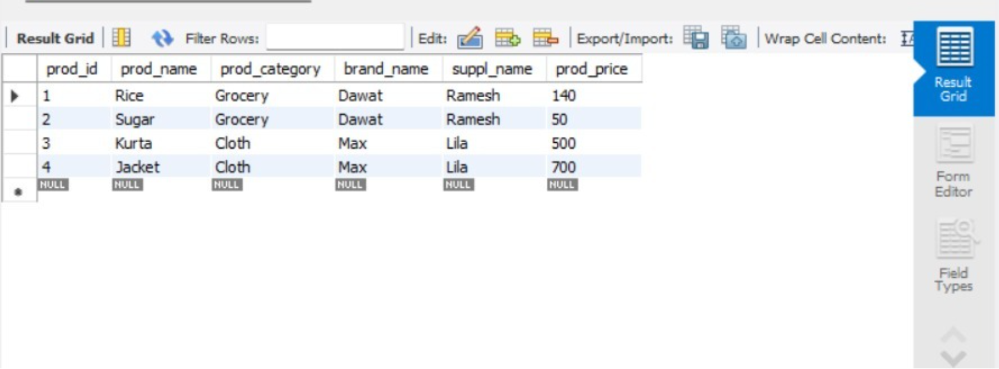 Result Grid Filter Rows: Edit: Export/Import: Wrap Cell Content:
prod_id prod_name prod_category brand_name suppl_name prod_price
1 Rice Grocery Dawat Ramesh 140
2 Sugar Grocery Dawat Ramesh 50
3 Kurta Cloth Max Lila 500
4 Jacket Cloth Max Lila 700
NULL NULL NULL NULL NULL NULL
Result
Grid
Form
Editor
Field
Types